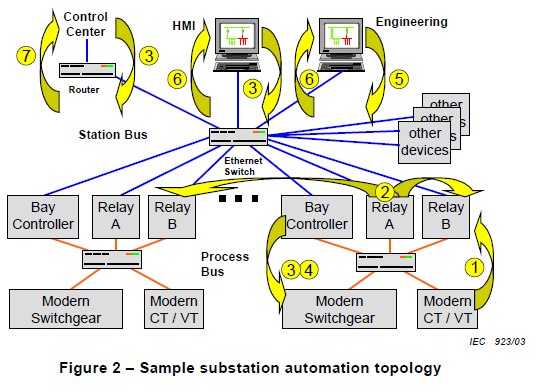 Control
Center
HMI
Engineering
7
3
6
3
6
5
Router
Station Bus
other
other
s
other
devices
Ethernet
Switch
2
Bay
Controller
Relay
A
Relay
B
Bay
Controller
Relay
A
Relay
B
Process
Bus
3 4
1
Modern
Switchgear
Modern
CT / VT
Modern
Switchgear
Modern
CT / VT
IEC 923/03
Figure 2 – Sample substation automation topology